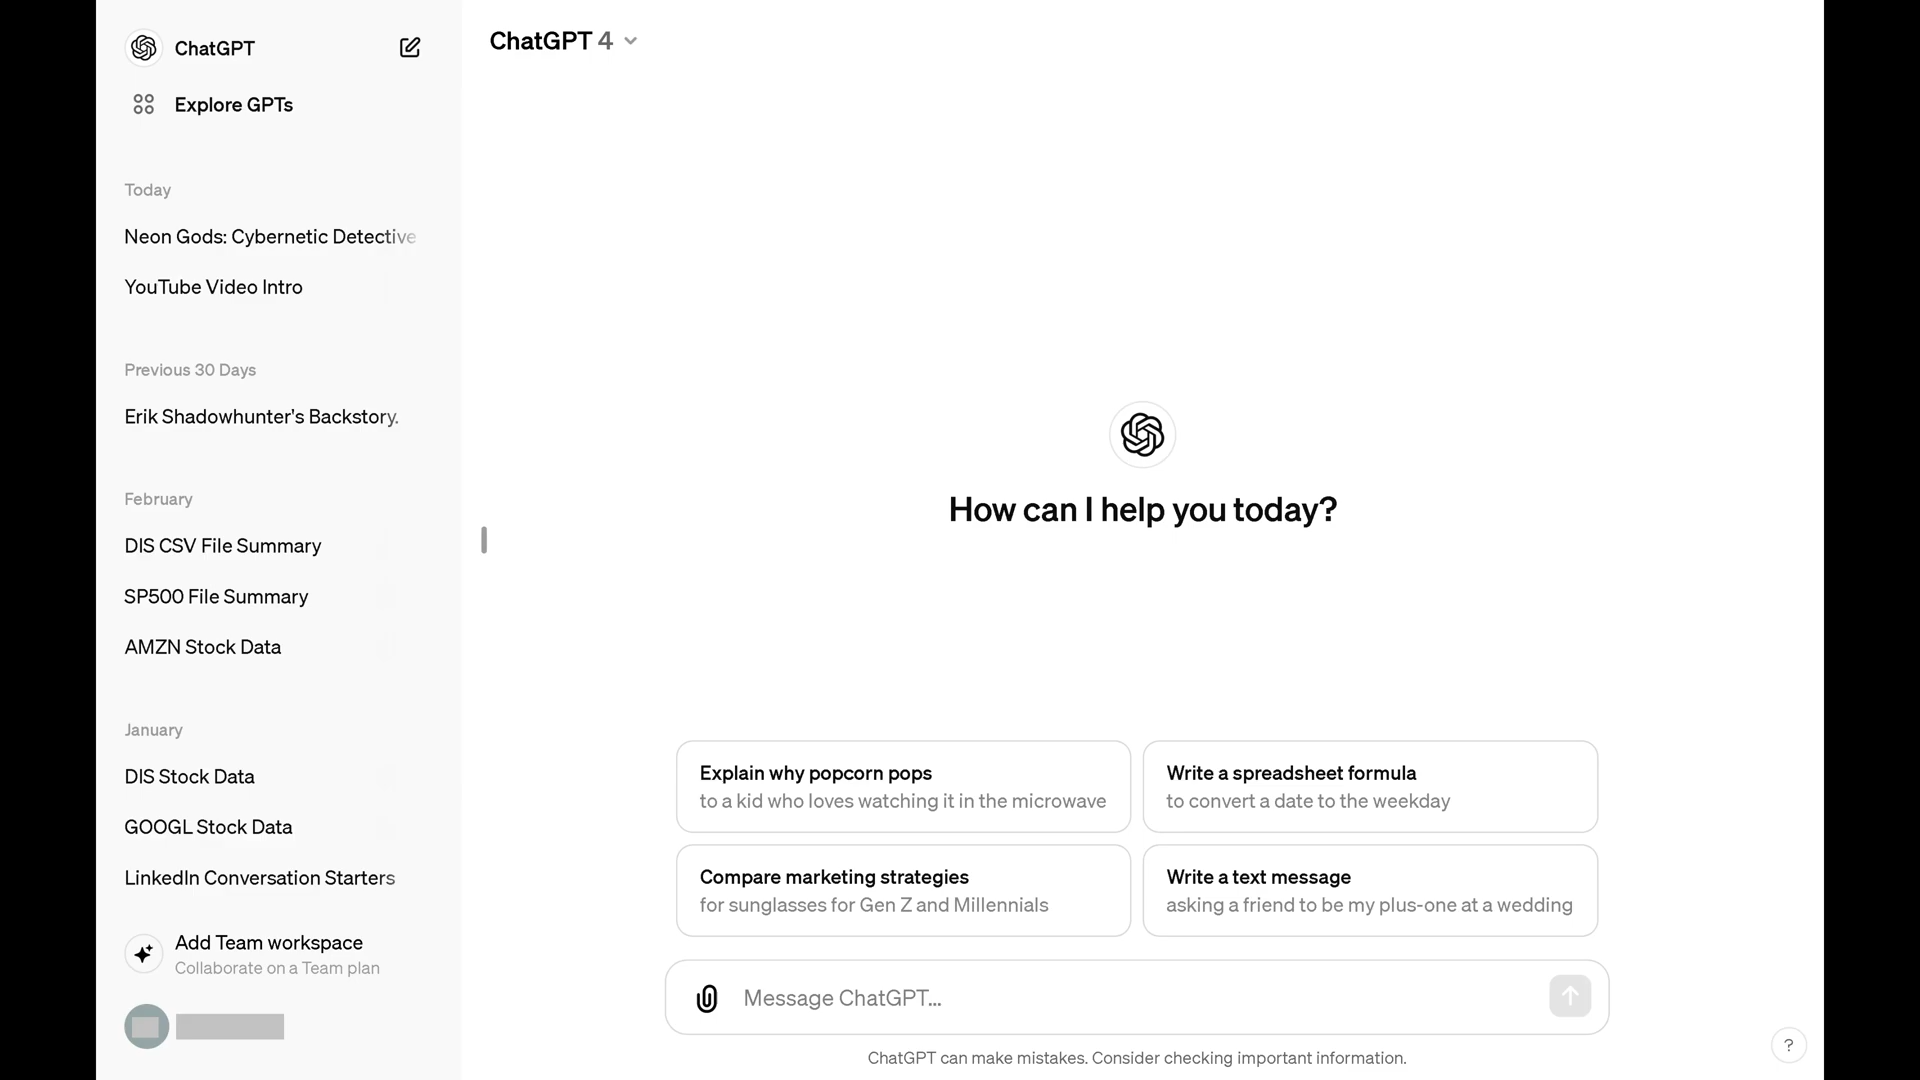 ChatGPT
Explore GPTs
Today
Neon Gods: Cybernetic Detective
YouTube Video Intro
Previous 30 Days
Erik Shadowhunter's Backstory.
February
DIS CSV File Summary
SP500 File Summary
AMZN Stock Data
January
DIS Stock Data
GOOGL Stock Data
LinkedIn Conversation Starters
Add Team workspace
Collaborate on a Team plan
ChatGPT 4
How can I help you today?
Explain why popcorn pops
to a kid who loves watching it in the microwave
Write a spreadsheet formula
to convert a date to the weekday
Compare marketing strategies
for sunglasses for Gen Z and Millennials
Write a text message
asking a friend to be my plus-one at a wedding
Message ChatGPT...
ChatGPT can make mistakes. Consider checking important information.
?